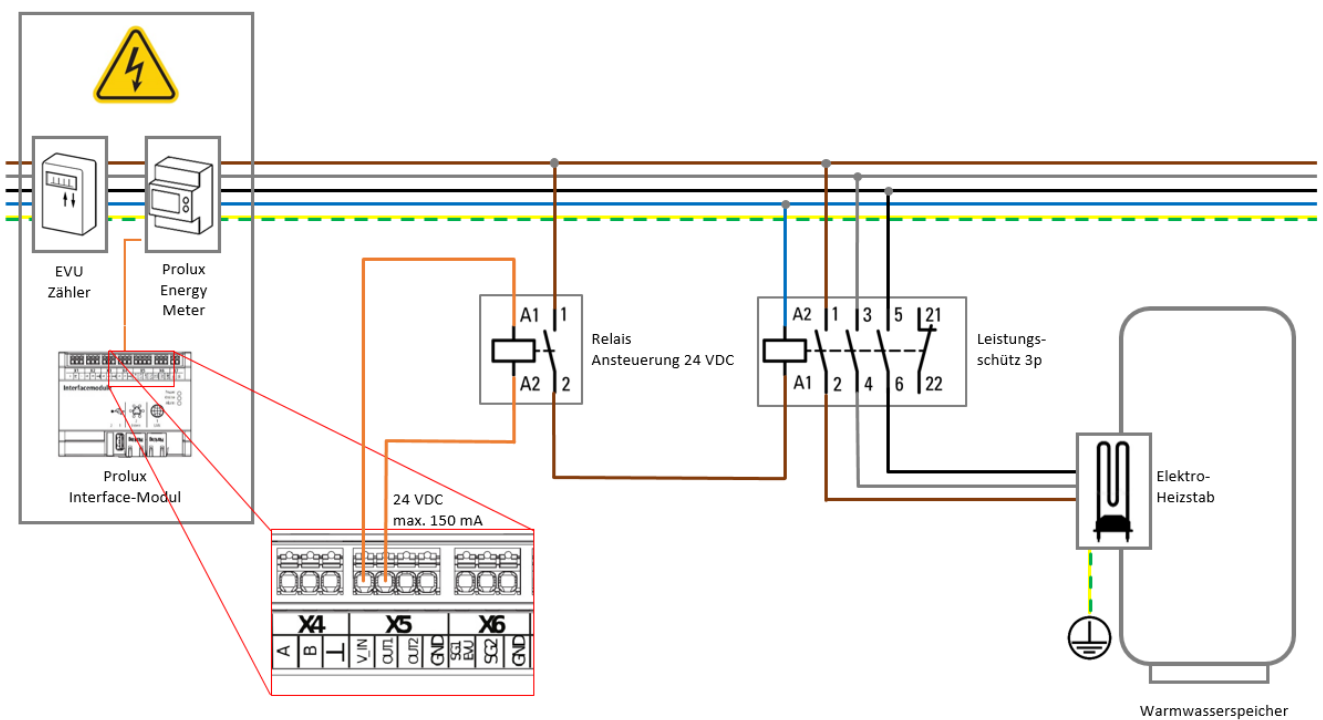 EVU
Zähler
Prolux
Energy
Meter
Interfacemodule
Prolux
Interface-Modul
A1 1
A2 2
Relais
Ansteuerung 24 VDC
A2 1 3 5 21
A1 2 4 6 22
Leistungs-
schütz 3p
Elektro-
Heizstab
24 VDC
max. 150 mA
X4 X5 X6
A B ⊥ V_IN OUT1 OUT2 GND SG1 EVU SG2 GND
Warmwasserspeicher